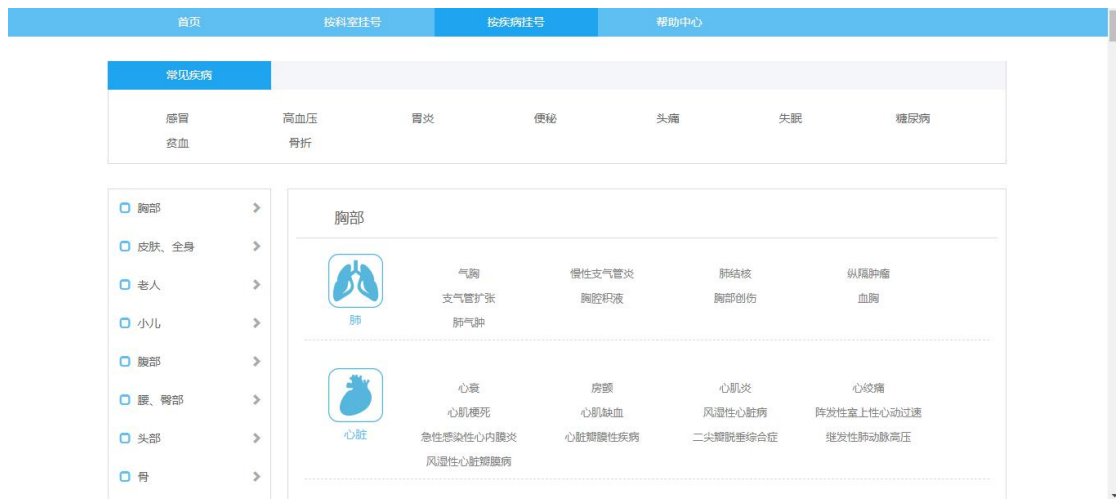 首页 按科室挂号 按疾病挂号 帮助中心
常见疾病
感冒 高血压 胃炎 便秘 头痛 失眠 糖尿病
贫血 骨折
胸部
皮肤、全身
老人
小儿
腹部
腰、臀部
头部
骨
胸部
气胸 慢性支气管炎 肺结核 纵隔肿瘤
支气管扩张 胸腔积液 胸部创伤 血胸
肺气肿
肺
心衰 房颤 心肌炎 心绞痛
心肌梗死 心肌缺血 风湿性心脏病 阵发性室上性心动过速
急性感染性心内膜炎 心脏瓣膜性疾病 二尖瓣脱垂综合症 继发性肺动脉高压
风湿性心脏瓣膜病
心脏